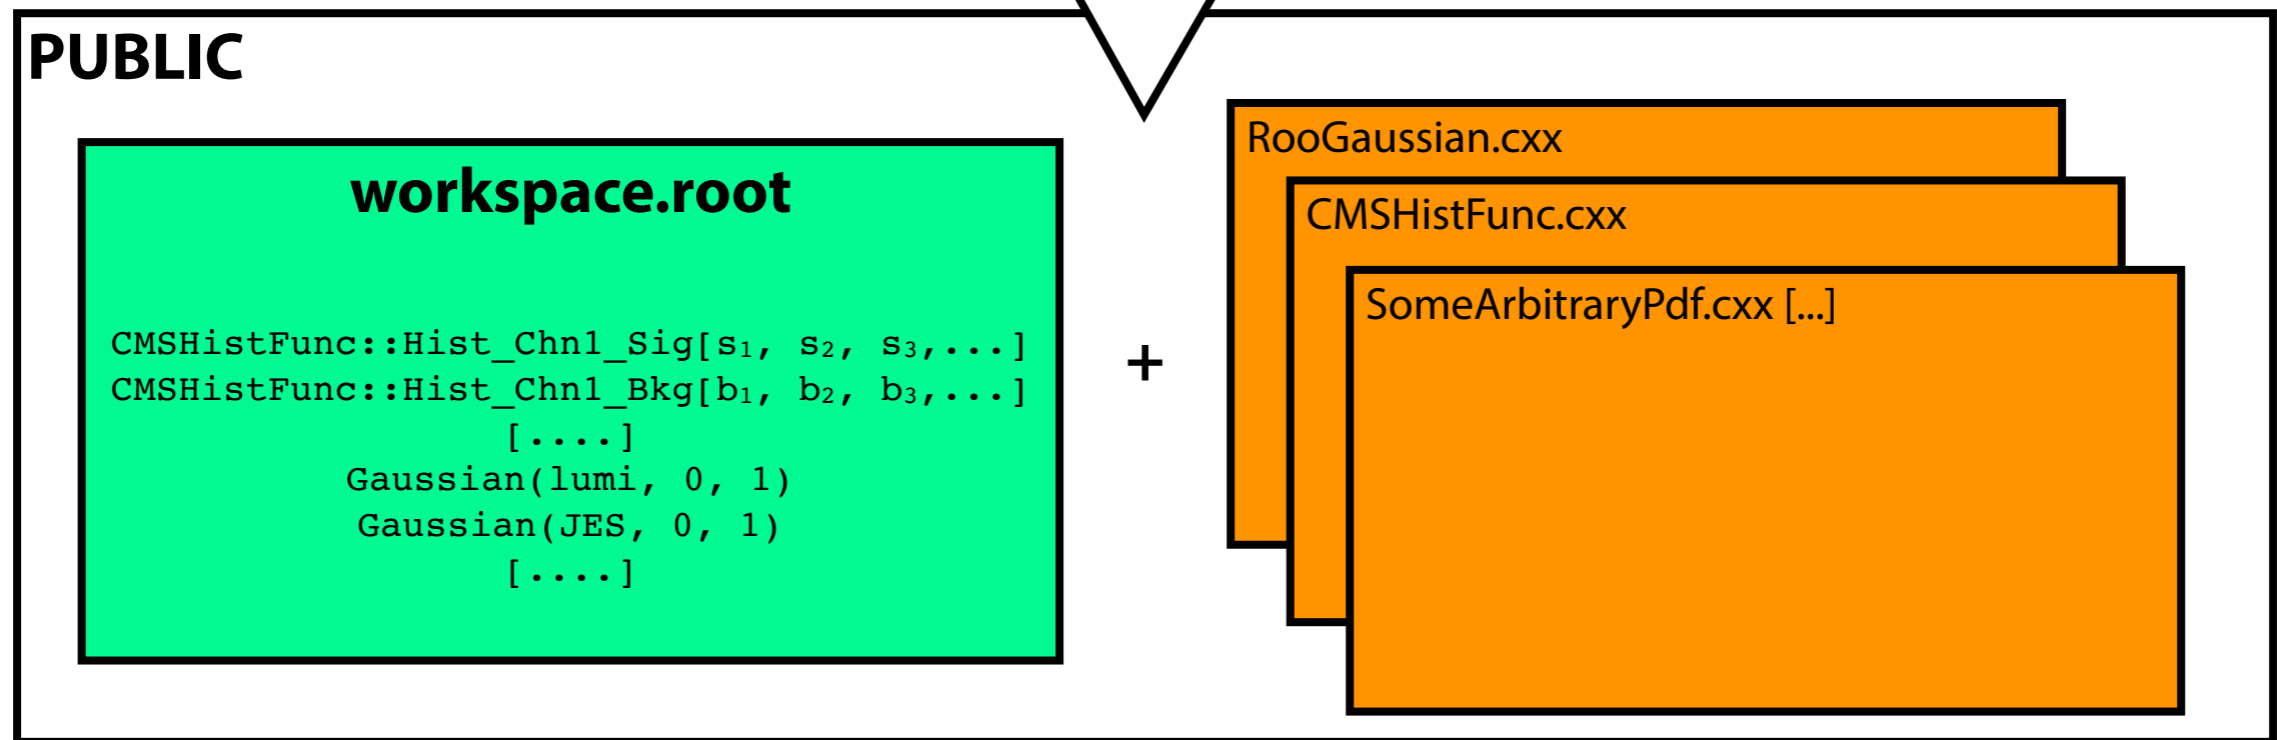 PUBLIC
workspace.root
CMSHistFunc::Hist_Chn1_Sig[s₁, s₂, s₃,...]
CMSHistFunc::Hist_Chn1_Bkg[b₁, b₂, b₃,...]
[....]
Gaussian(lumi, 0, 1)
Gaussian(JES, 0, 1)
[....]
+
RooGaussian.cxx
CMSHistFunc.cxx
SomeArbitraryPdf.cxx [...]